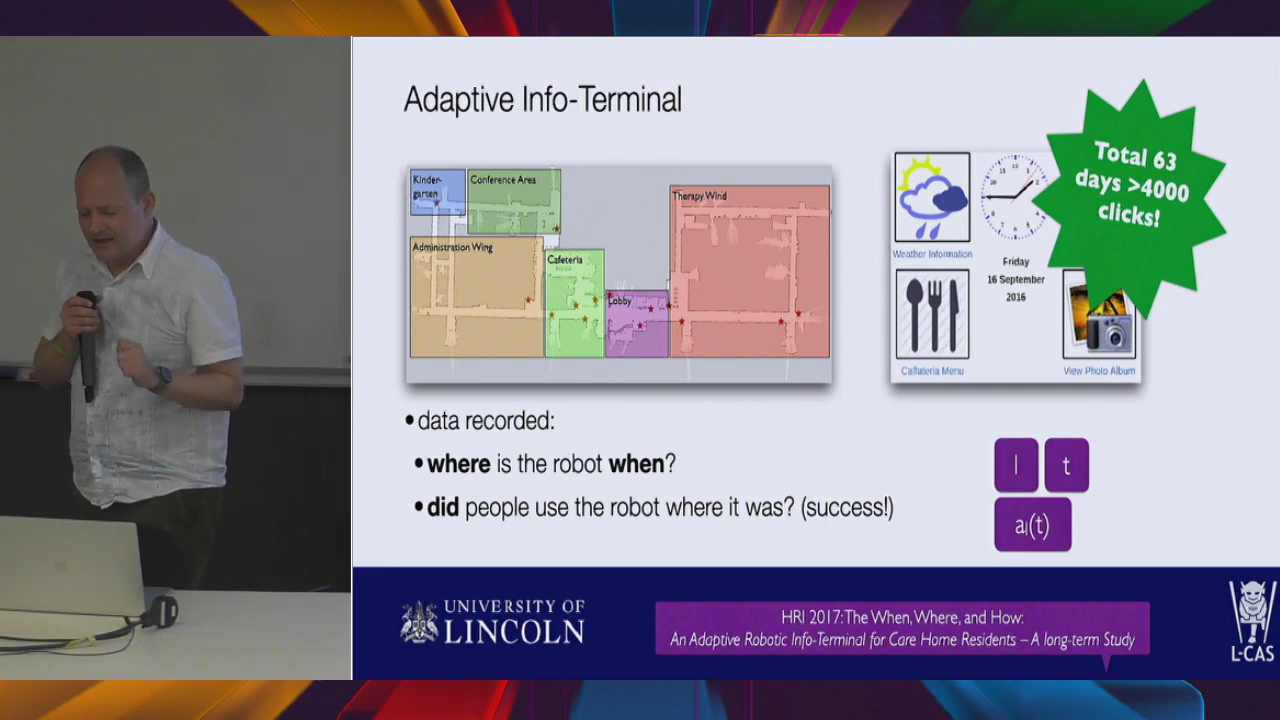 Adaptive Info-Terminal
Kinder-
garten
Conference Area
Therapy Wind
Administration Wing
Cafeteria
Lobby
Total 63
days >4000
clicks!
Weather Information
Friday
16 September
2016
Caffateria Menu
View Photo Album
• data recorded:
• where is the robot when?
• did people use the robot where it was? (success!)
l
t
aₗ(t)
UNIVERSITY OF
LINCOLN
HRI 2017: The When, Where, and How:
An Adaptive Robotic Info-Terminal for Care Home Residents – A long-term Study
L-CAS